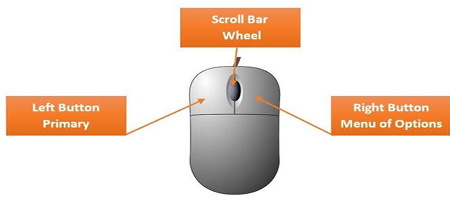 Scroll Bar
Wheel
Left Button
Primary
Right Button
Menu of Options